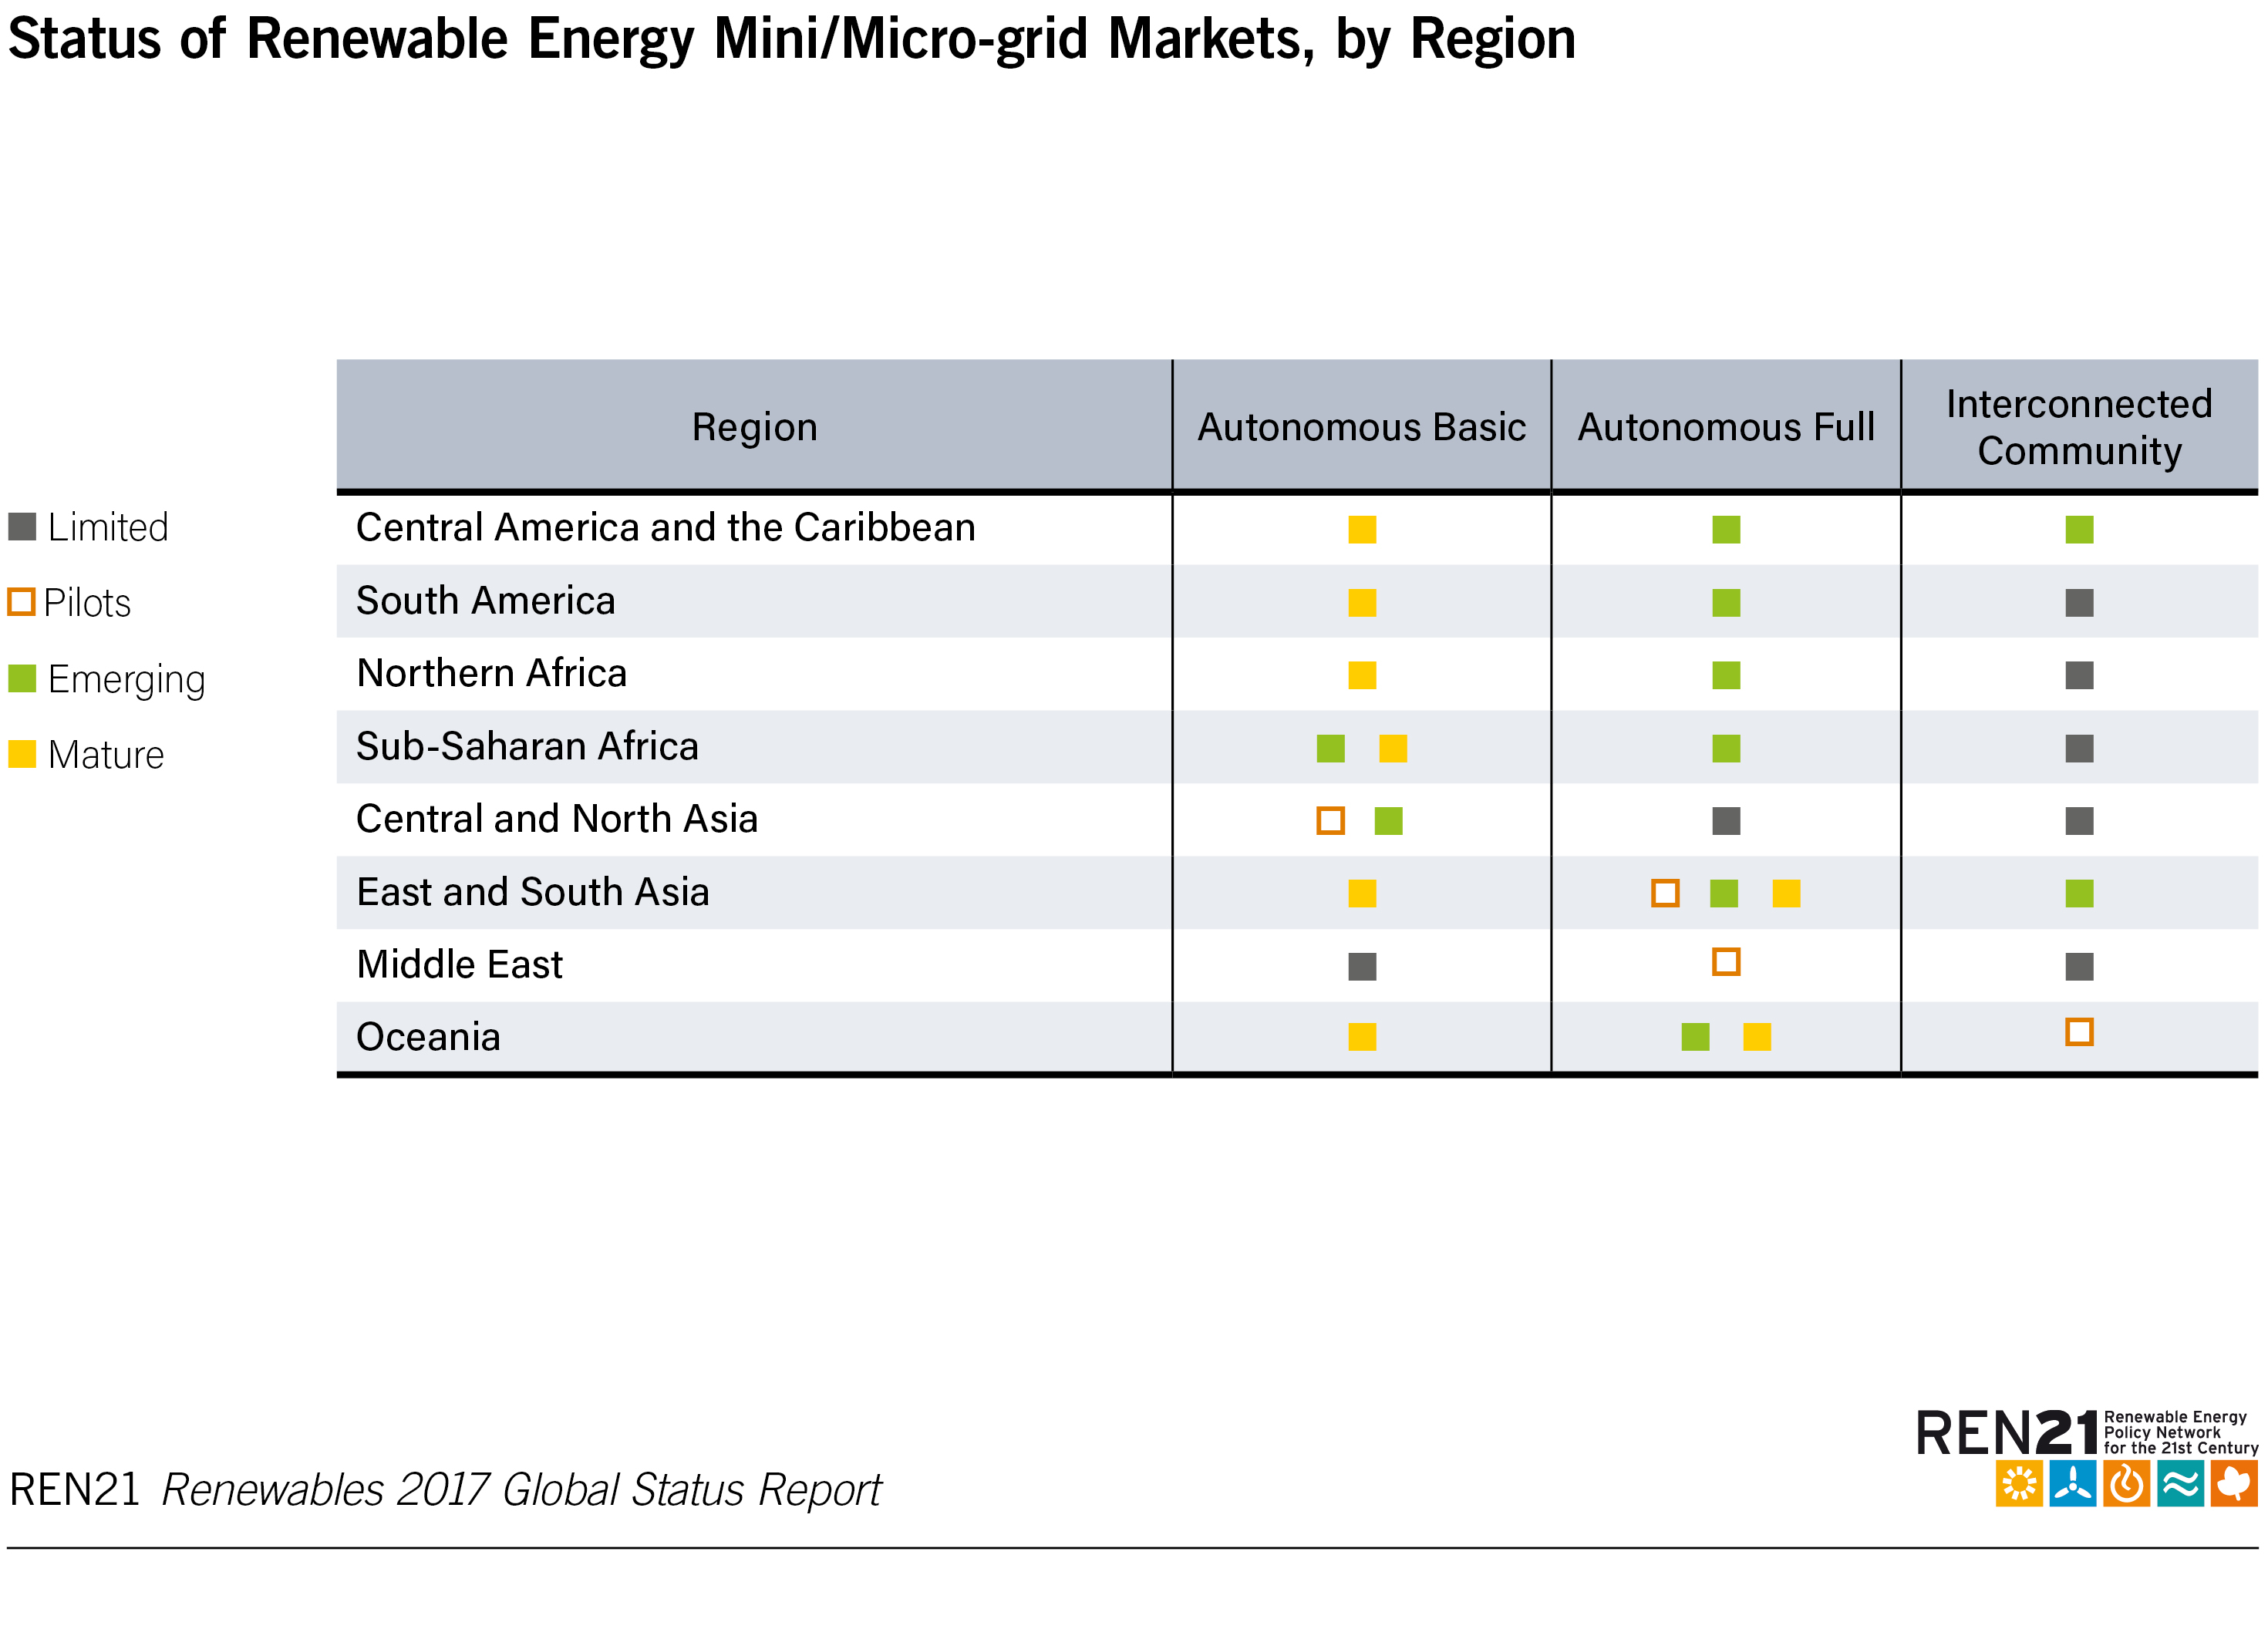 Status of Renewable Energy Mini/Micro-grid Markets, by Region
Region
Autonomous Basic
Autonomous Full
Interconnected
Community
Limited
Pilots
Emerging
Mature
Central America and the Caribbean
South America
Northern Africa
Sub-Saharan Africa
Central and North Asia
East and South Asia
Middle East
Oceania
REN21 Renewables 2017 Global Status Report
REN21
Renewable Energy
Policy Network
for the 21st Century